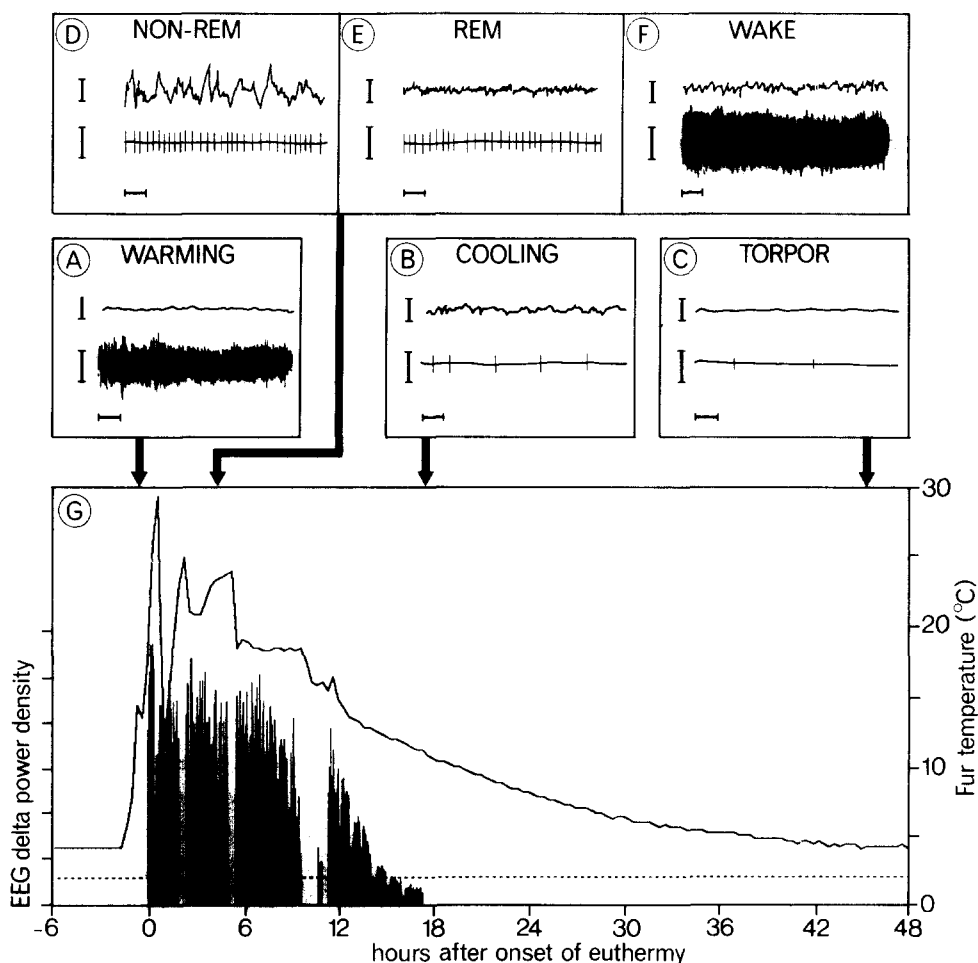 D NON-REM
E REM
F WAKE
A WARMING
B COOLING
C TORPOR
G
EEG delta power density
30
20
10
0
Fur temperature (°C)
-6 0 6 12 18 24 30 36 42 48
hours after onset of euthermy